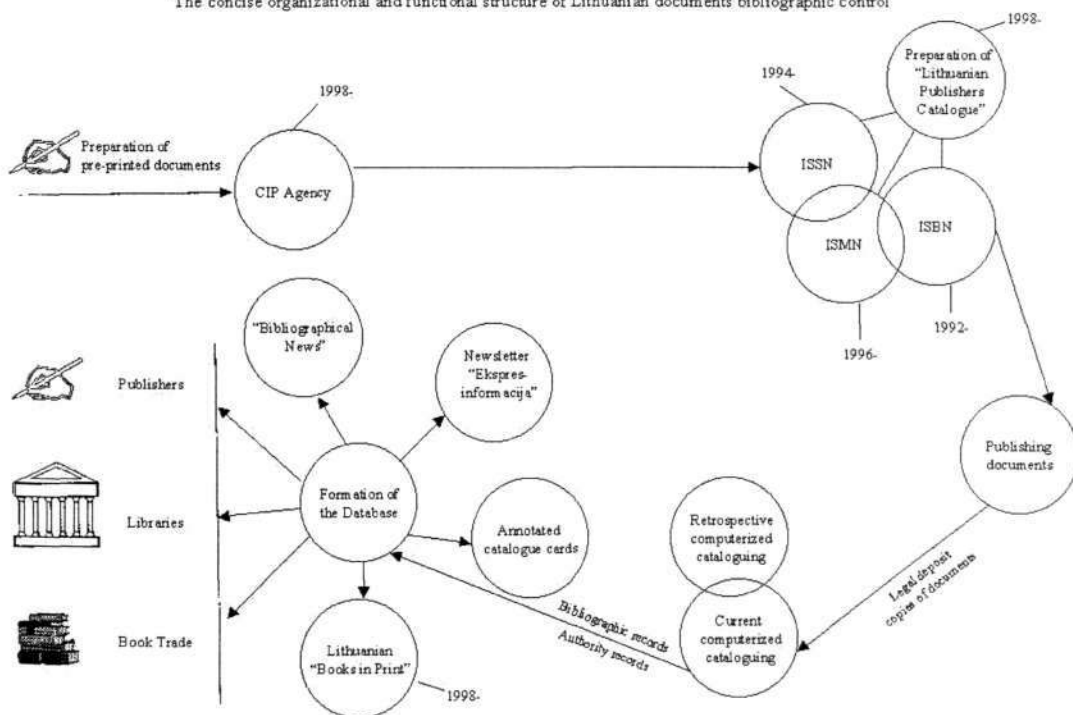 The concise organizational and functional structure of Lithuanian documents bibliographic control
1998-
Preparation of
“Lithuanian
Publishers
Catalogue”
1994-
1998-
Preparation of
pre-printed documents
CIP Agency
ISSN
ISMN
ISBN
1992-
1996-
“Bibliographical
News”
Newsletter
“Ekspres-
informacija”
Publishers
Publishing
documents
Formation of
the Database
Libraries
Annotated
catalogue cards
Retrospective
computerized
cataloguing
Legal deposit
copies of documents
Bibliographic records
Authority records
Current
computerized
cataloguing
Book Trade
Lithuanian
“Books in Print”
1998-